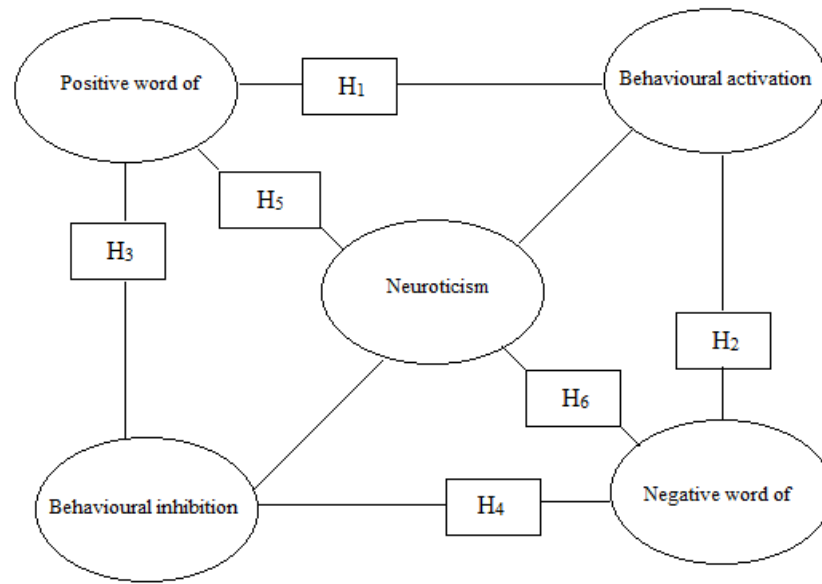 Positive word of
H₁
Behavioural activation
H₅
H₃
Neuroticism
H₂
H₆
Behavioural inhibition
H₄
Negative word of